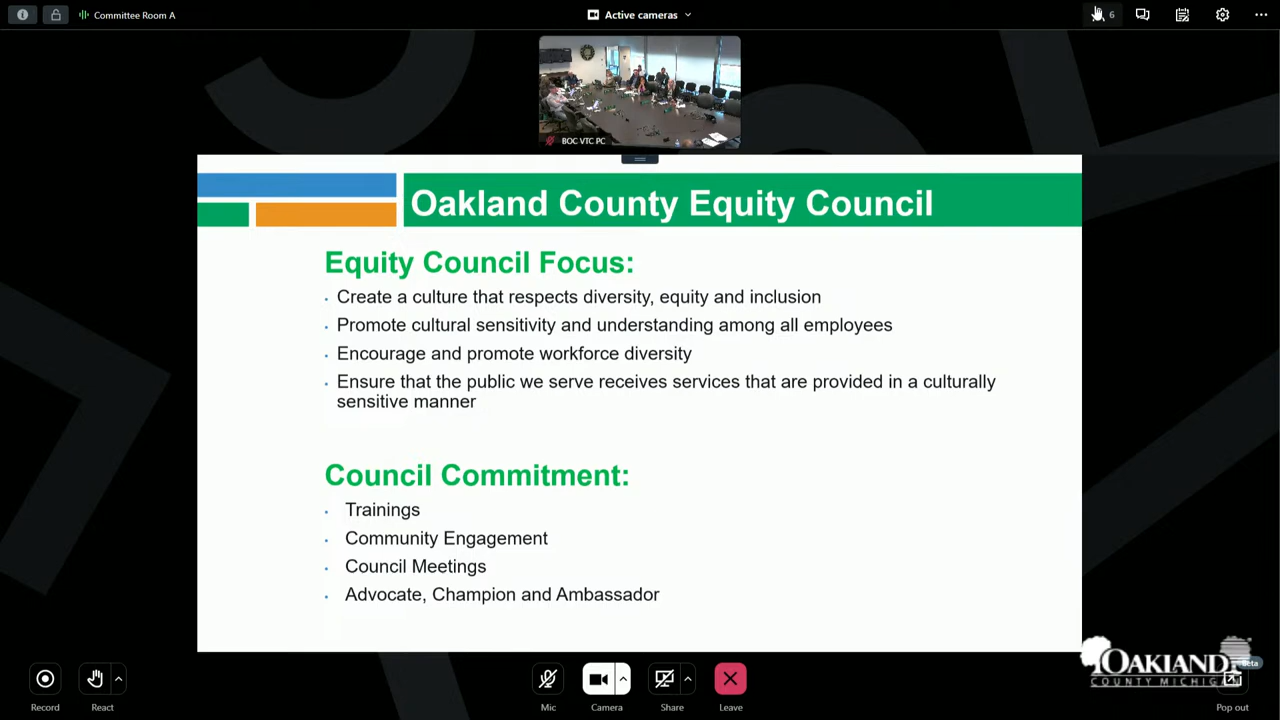 Committee Room A
Active cameras
6
BOC VTC PC
Oakland County Equity Council
Equity Council Focus:
Create a culture that respects diversity, equity and inclusion
Promote cultural sensitivity and understanding among all employees
Encourage and promote workforce diversity
Ensure that the public we serve receives services that are provided in a culturally
sensitive manner
Council Commitment:
Trainings
Community Engagement
Council Meetings
Advocate, Champion and Ambassador
OAKLAND
COUNTY MICHIGAN
Beta
Record
React
Mic
Camera
Share
Leave
Pop out